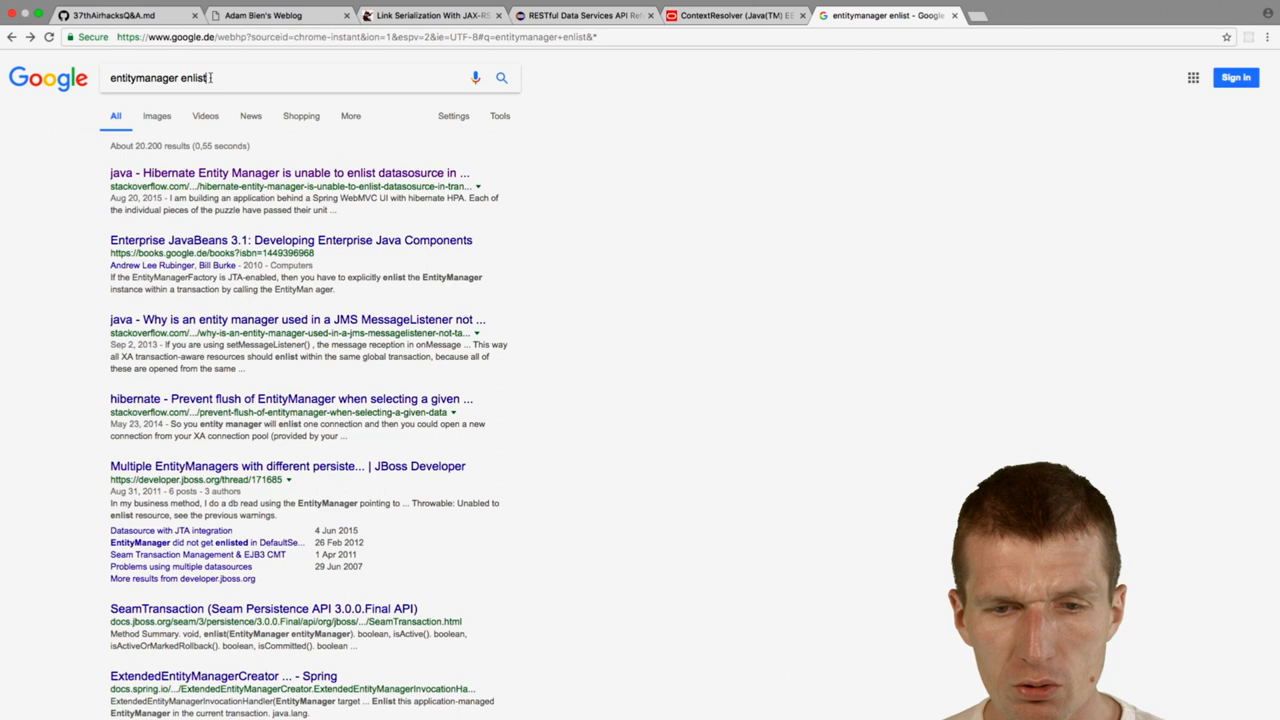 37thAirhacksQ&A.md
Adam Bien's Weblog
Link Serialization With JAX-RS
RESTful Data Services API Ref
ContextResolver (Java(TM) EE
entitymanager enlist - Google
Secure https://www.google.de/webhp?sourceid=chrome-instant&ion=1&espv=2&ie=UTF-8#q=entitymanager+enlist&*
Google
entitymanager enlist
Sign in
All Images Videos News Shopping More Settings Tools
About 20.200 results (0,55 seconds)
java - Hibernate Entity Manager is unable to enlist datasosource in ...
stackoverflow.com/.../hibernate-entity-manager-is-unable-to-enlist-datasosource-in-tran...
Aug 20, 2015 - I am building an application behind a Spring WebMVC UI with hibernate HPA. Each of
the individual pieces of the puzzle have passed their unit ...
Enterprise JavaBeans 3.1: Developing Enterprise Java Components
https://books.google.de/books?isbn=1449396968
Andrew Lee Rubinger, Bill Burke - 2010 - Computers
If the EntityManagerFactory is JTA-enabled, then you have to explicitly enlist the EntityManager
instance within a transaction by calling the EntityMan ager.
java - Why is an entity manager used in a JMS MessageListener not ...
stackoverflow.com/.../why-is-an-entity-manager-used-in-a-jms-messagelistener-not-ta...
Sep 2, 2013 - If you are using setMessageListener() , the message reception in onMessage ... This way
all XA transaction-aware resources should enlist within the same global transaction, because all of
these are opened from the same ...
hibernate - Prevent flush of EntityManager when selecting a given ...
stackoverflow.com/.../prevent-flush-of-entitymanager-when-selecting-a-given-data
May 23, 2014 - So you entity manager will enlist one connection and then you could open a new
connection from your XA connection pool (provided by your ...
Multiple EntityManagers with different persiste... | JBoss Developer
https://developer.jboss.org/thread/171685
Aug 31, 2011 - 6 posts - 3 authors
In my business method, I do a db read using the EntityManager pointing to ... Throwable: Unabled to
enlist resource, see the previous warnings.
Datasource with JTA integration 4 Jun 2015
EntityManager did not get enlisted in DefaultSe... 26 Feb 2012
Seam Transaction Management & EJB3 CMT 1 Apr 2011
Problems using multiple datasources 29 Jun 2007
More results from developer.jboss.org
SeamTransaction (Seam Persistence API 3.0.0.Final API)
docs.jboss.org/seam/3/persistence/3.0.0.Final/api/org/jboss/.../SeamTransaction.html
Method Summary. void, enlist(EntityManager entityManager). boolean, isActive(). boolean,
isActiveOrMarkedRollback(). boolean, isCommitted(). boolean ...
ExtendedEntityManagerCreator ... - Spring
docs.spring.io/.../ExtendedEntityManagerCreator.ExtendedEntityManagerInvocationHa...
ExtendedEntityManagerInvocationHandler(EntityManager target ... Enlist this application-managed
EntityManager in the current transaction. java.lang.